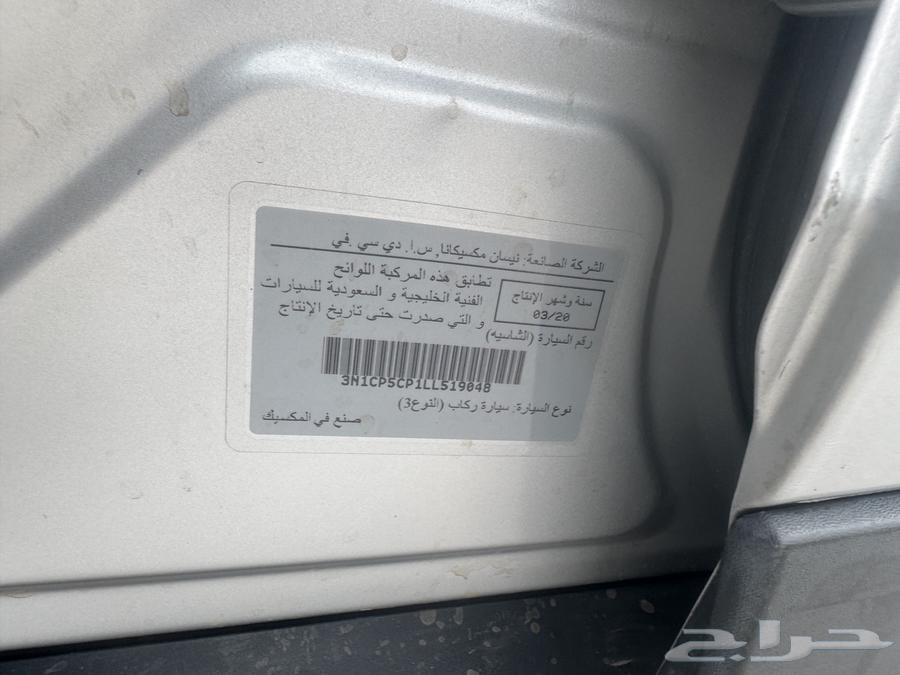 الشركة الصانعة: نيسان مكسيكانا, س.ا. دي سي .في
سنة وشهر الإنتاج
03/20
تطابق هذه المركبة اللوائح
الفنية الخليجية و السعودية للسيارات
و التي صدرت حتى تاريخ الإنتاج
رقم السيارة (الشاسيه)
3N1CP5CP1LL519048
نوع السيارة: سيارة ركاب (النوع3)
صنع في المكسيك
حراج